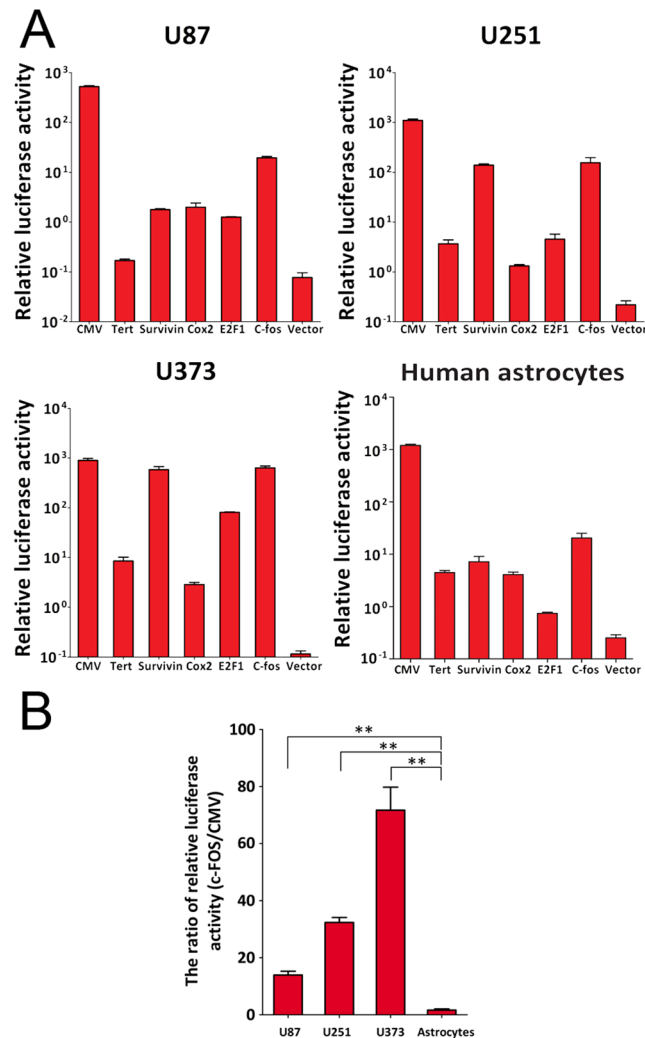 A
U87
Relative luciferase activity
10³
10²
10¹
10⁰
10⁻¹
10⁻²
CMV Tert Survivin Cox2 E2F1 C-fos Vector
U251
Relative luciferase activity
10⁴
10³
10²
10¹
10⁰
10⁻¹
CMV Tert Survivin Cox2 E2F1 C-fos Vector
U373
Relative luciferase activity
10⁴
10³
10²
10¹
10⁰
10⁻¹
CMV Tert Survivin Cox2 E2F1 C-fos Vector
Human astrocytes
Relative luciferase activity
10⁴
10³
10²
10¹
10⁰
10⁻¹
CMV Tert Survivin Cox2 E2F1 C-fos Vector
B
The ratio of relative luciferase
activity (c-FOS/CMV)
100
80
60
40
20
0
**
**
**
U87 U251 U373 Astrocytes